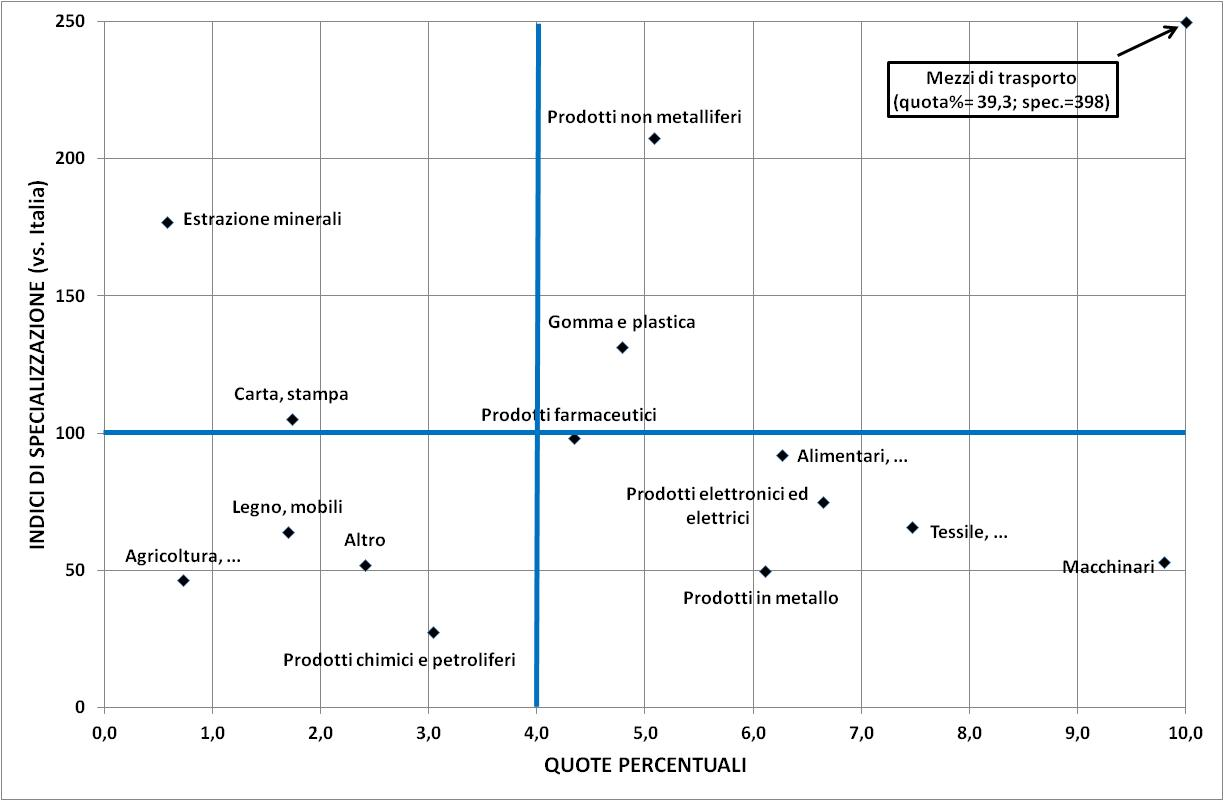 250
200
150
100
50
0
INDICI DI SPECIALIZZAZIONE (vs. Italia)
Mezzi di trasporto
(quota%= 39,3; spec.=398)
Prodotti non metalliferi
Estrazione minerali
Gomma e plastica
Carta, stampa
Prodotti farmaceutici
Alimentari, ...
Prodotti elettronici ed
elettrici
Legno, mobili
Tessile, ...
Altro
Agricoltura, ...
Macchinari
Prodotti in metallo
Prodotti chimici e petroliferi
0,0 1,0 2,0 3,0 4,0 5,0 6,0 7,0 8,0 9,0 10,0
QUOTE PERCENTUALI